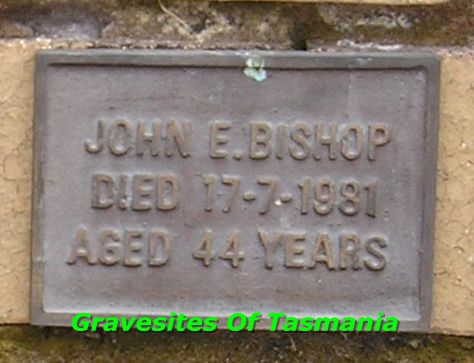 JOHN E. BISHOP
DIED 17-7-1981
AGED 44 YEARS
Gravesites Of Tasmania